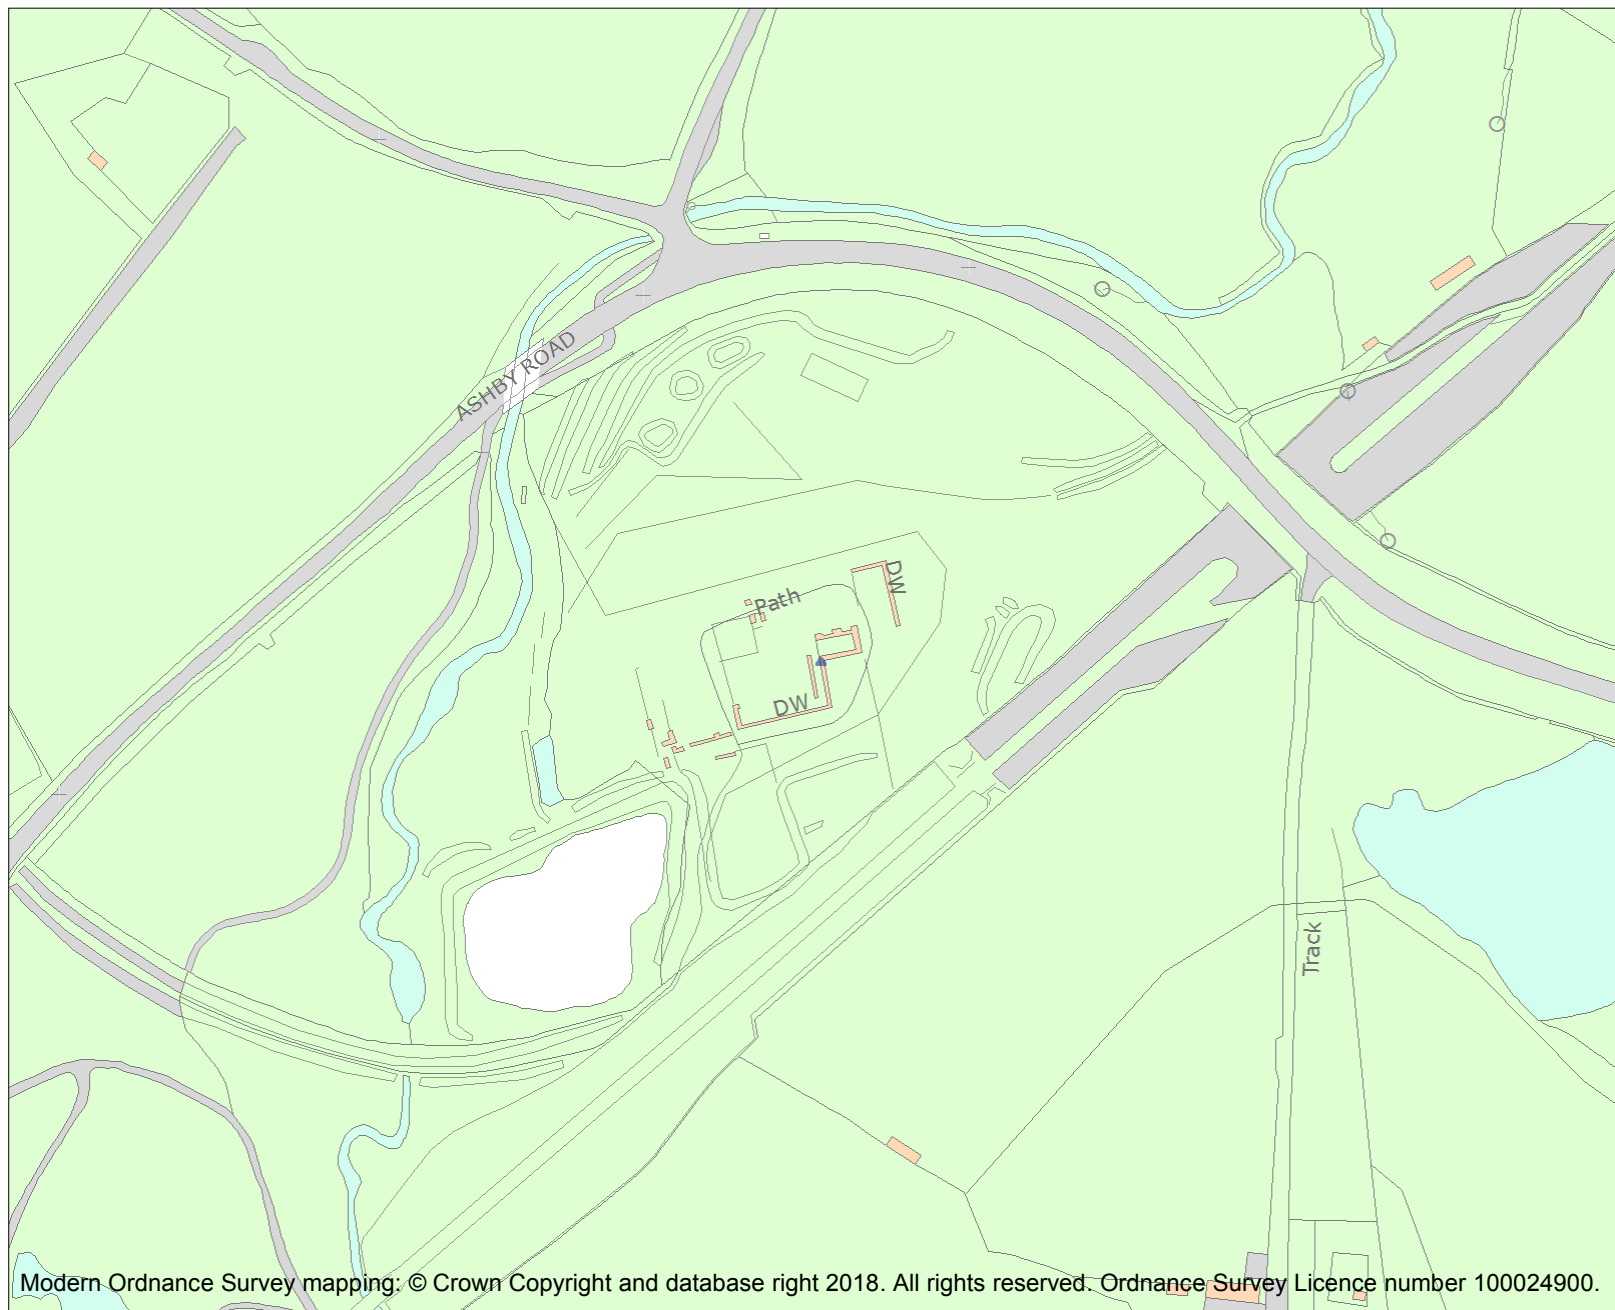 ASHBY ROAD
DW
Path
DW
Track
Modern Ordnance Survey mapping: © Crown Copyright and database right 2018. All rights reserved. Ordnance Survey Licence number 100024900.